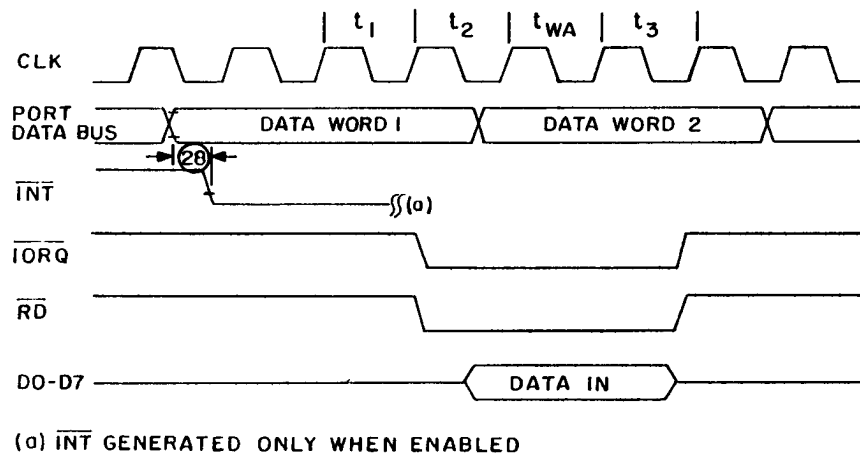 t1 t2 tWA t3
CLK
PORT
DATA BUS
DATA WORD 1 DATA WORD 2
28
INT
(a)
IORQ
RD
DO-D7 DATA IN
(a) INT GENERATED ONLY WHEN ENABLED